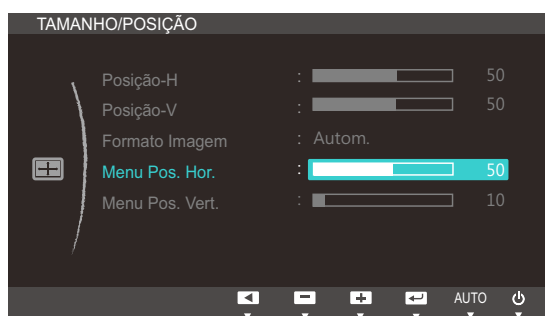 TAMANHO/POSIÇÃO
Posição-H : 50
Posição-V : 50
Formato Imagem : Autom.
Menu Pos. Hor. : 50
Menu Pos. Vert. : 10
AUTO